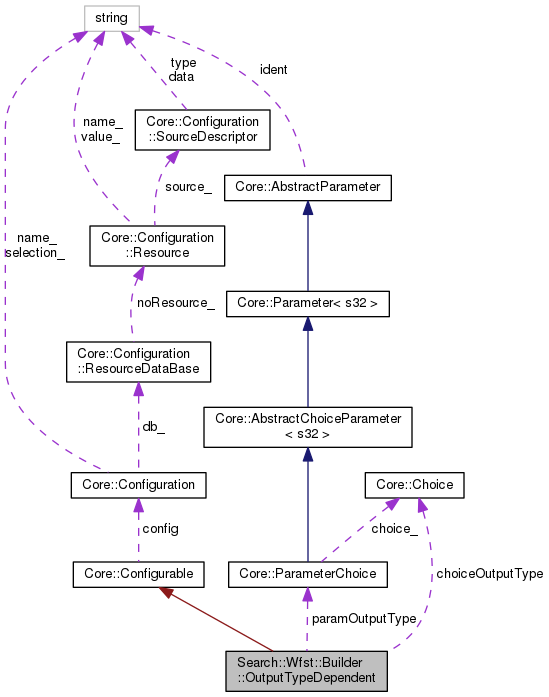 string
type
data
ident
name_
value_
Core::Configuration
::SourceDescriptor
source_
Core::AbstractParameter
name_
selection_
Core::Configuration
::Resource
noResource_
Core::Parameter< s32 >
Core::Configuration
::ResourceDataBase
db_
Core::AbstractChoiceParameter
< s32 >
Core::Configuration
Core::Choice
config
choice_
choiceOutputType
Core::Configurable
Core::ParameterChoice
paramOutputType
Search::Wfst::Builder
::OutputTypeDependent